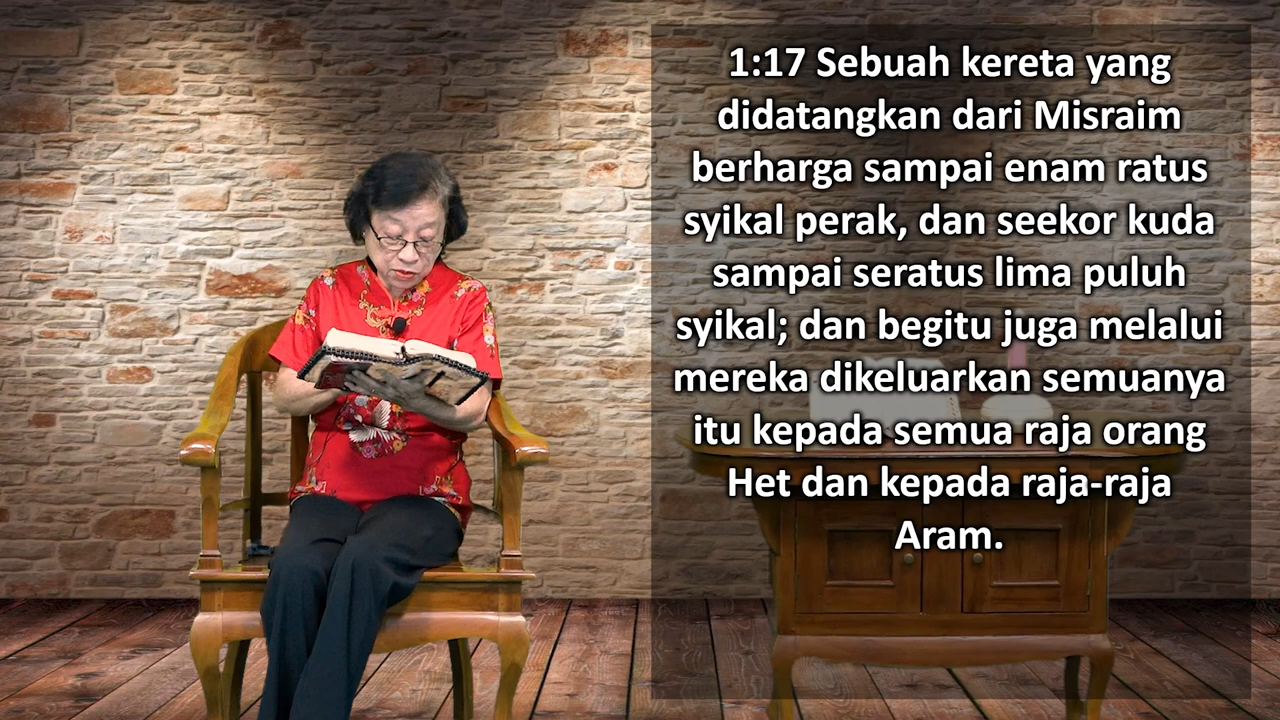 1:17 Sebuah kereta yang
didatangkan dari Misraim
berharga sampai enam ratus
syikal perak, dan seekor kuda
sampai seratus lima puluh
syikal; dan begitu juga melalui
mereka dikeluarkan semuanya
itu kepada semua raja orang
Het dan kepada raja-raja
Aram.